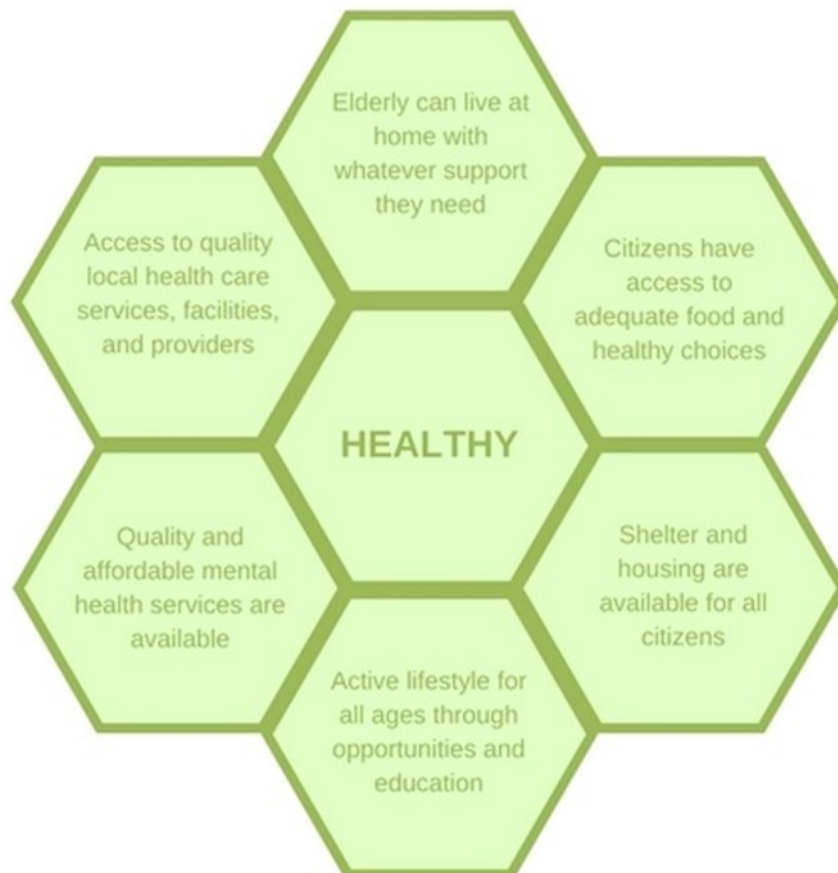 Elderly can live at
home with
whatever support
they need
Access to quality
local health care
services, facilities,
and providers
Citizens have
access to
adequate food and
healthy choices
HEALTHY
Quality and
affordable mental
health services are
available
Shelter and
housing are
available for all
citizens
Active lifestyle for
all ages through
opportunities and
education